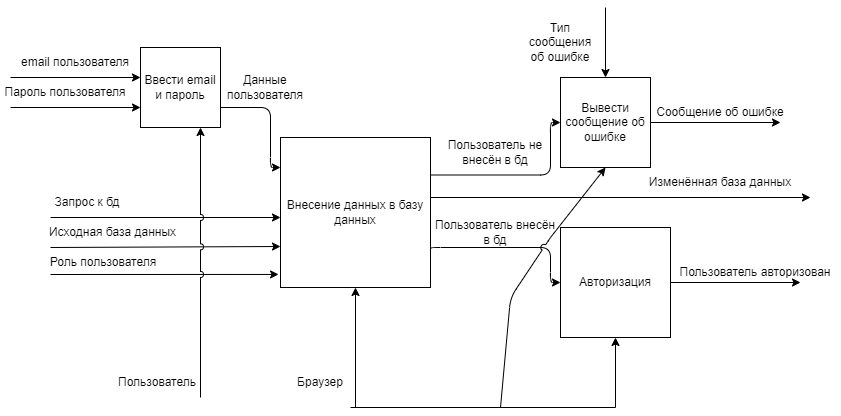 Тип
сообщения
об ошибке
email пользователя
Пароль пользователя
Ввести email
и пароль
Данные
пользователя
Вывести
сообщение об
ошибке
Сообщение об ошибке
Пользователь не
внесён в бд
Изменённая база данных
Запрос к бд
Исходная база данных
Роль пользователя
Внесение данных в базу
данных
Пользователь внесён
в бд
Авторизация
Пользователь авторизован
Пользователь
Браузер